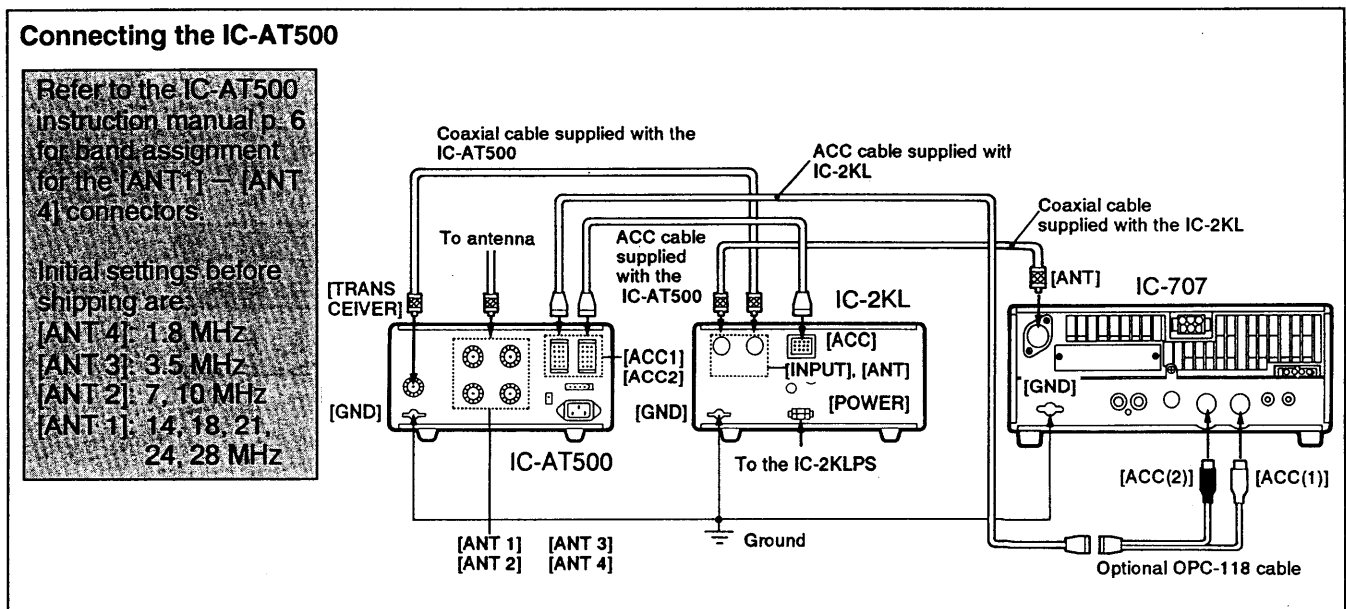 Connecting the IC-AT500
Refer to the IC-AT500
instruction manual p. 6
for band assignment
for the [ANT1] — [ANT
4] connectors.
Initial settings before
shipping are:
[ANT 4]: 1.8 MHz
[ANT 3]: 3.5 MHz
[ANT 2]: 7, 10 MHz
[ANT 1]: 14, 18, 21,
24, 28 MHz
Coaxial cable supplied with the
IC-AT500
ACC cable supplied with
IC-2KL
Coaxial cable
supplied with the IC-2KL
To antenna
ACC cable
supplied
with the
IC-AT500
[TRANS
CEIVER]
[ANT]
IC-2KL
IC-707
[ACC1]
[ACC2]
[ACC]
[INPUT], [ANT]
[POWER]
[GND]
[GND]
[GND]
IC-AT500
To the IC-2KLPS
[ACC(2)]
[ACC(1)]
[ANT 1]
[ANT 2]
[ANT 3]
[ANT 4]
Ground
Optional OPC-118 cable